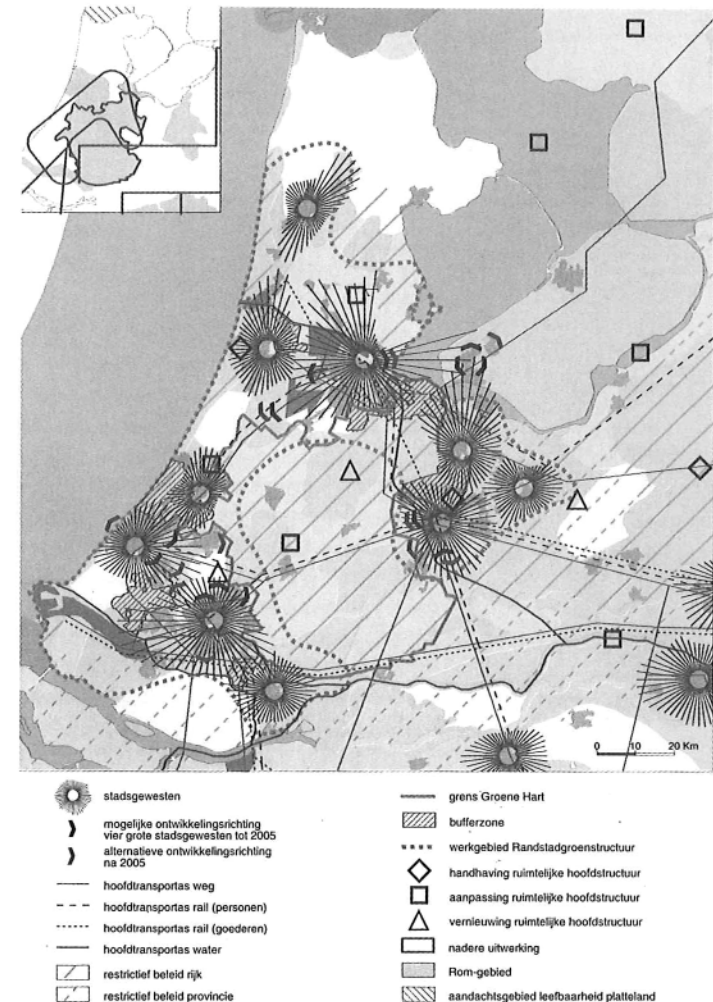 0 10 20 Km
stadsgewesten
mogelijke ontwikkelingsrichting
vier grote stadsgewesten tot 2005
alternatieve ontwikkelingsrichting
na 2005
hoofdtransportas weg
hoofdtransportas rail (personen)
hoofdtransportas rail (goederen)
hoofdtransportas water
restrictief beleid rijk
restrictief beleid provincie
grens Groene Hart
bufferzone
werkgebied Randstadgroenstructuur
handhaving ruimtelijke hoofdstructuur
aanpassing ruimtelijke hoofdstructuur
vernieuwing ruimtelijke hoofdstructuur
nadere uitwerking
Rom-gebied
aandachtsgebied leefbaarheid platteland